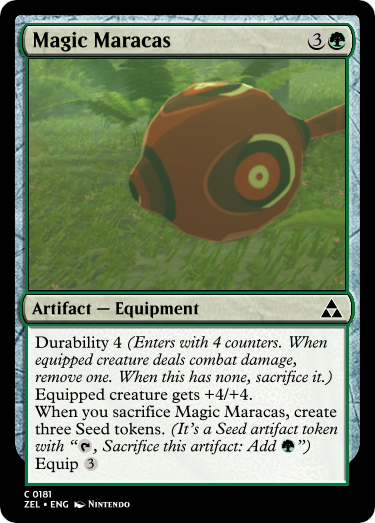 Magic Maracas 3
Artifact — Equipment
Durability 4 (Enters with 4 counters. When
equipped creature deals combat damage,
remove one. When this has none, sacrifice it.)
Equipped creature gets +4/+4.
When you sacrifice Magic Maracas, create
three Seed tokens. (It's a Seed artifact token
with “, Sacrifice this artifact: Add ”)
Equip 3
C 0181
ZEL • ENG Nintendo